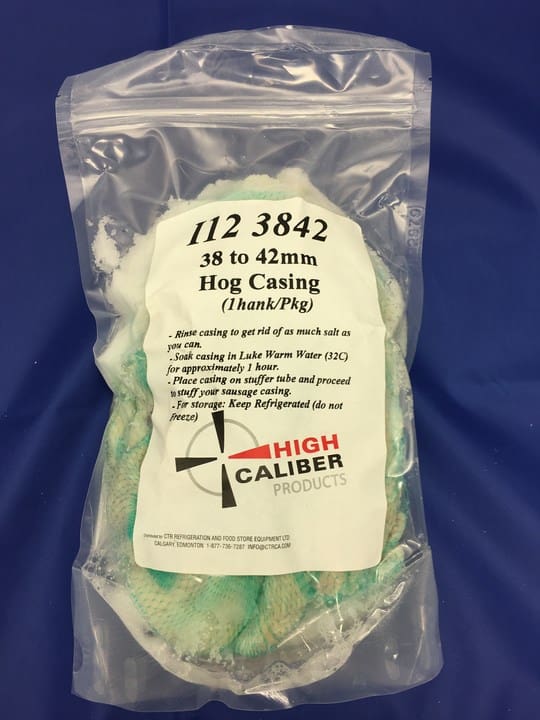 I12 3842
38 to 42mm
Hog Casing
(1hank/Pkg)
- Rinse casing to get rid of as much salt as
you can.
- Soak casing in Luke Warm Water (32C)
for approximately 1 hour.
- Place casing on stuffer tube and proceed
to stuff your sausage casing.
- For storage: Keep Refrigerated (do not
Freeze)
HIGH
CALIBER
PRODUCTS
Distributed by: CTR REFRIGERATION AND FOOD STORE EQUIPMENT LTD.
CALGARY, EDMONTON 1-877-736-7287 INFO@CTRCA.COM